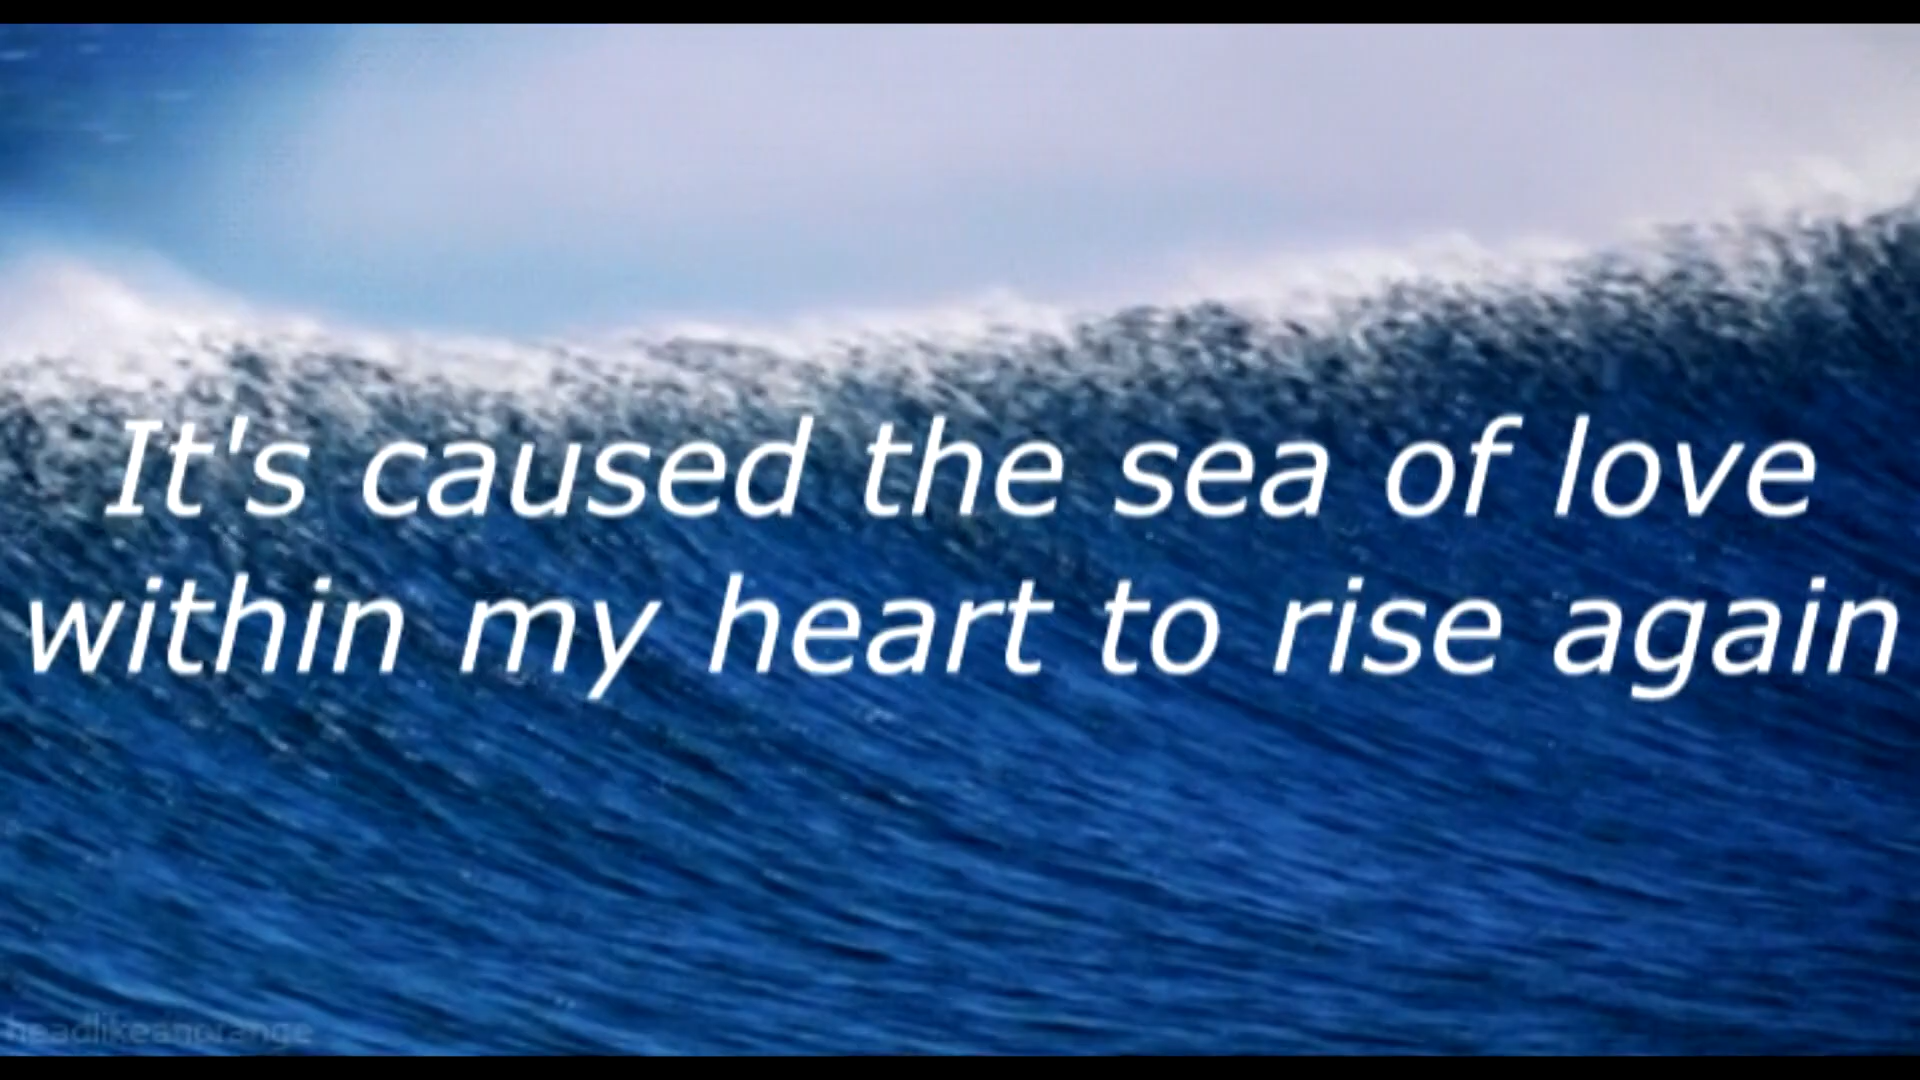 It's caused the sea of love
within my heart to rise again
headlikeanorange